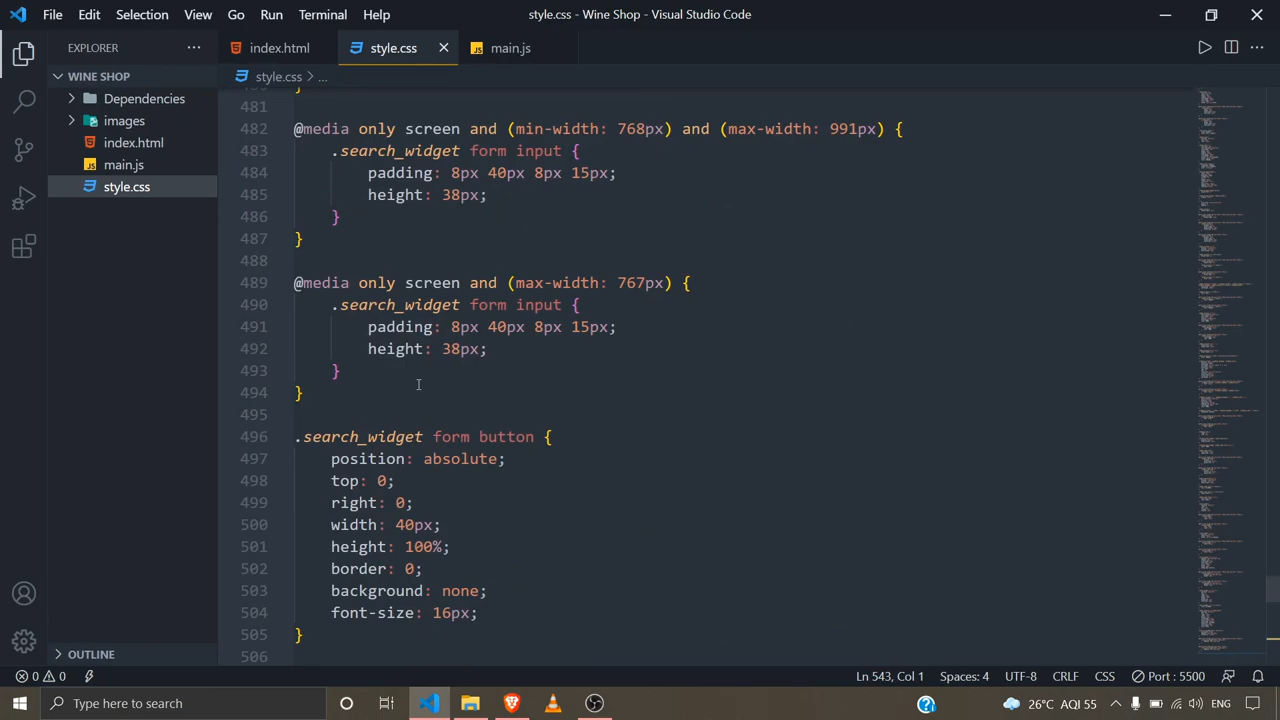 File Edit Selection View Go Run Terminal Help style.css - Wine Shop - Visual Studio Code
EXPLORER
WINE SHOP
Dependencies
images
index.html
main.js
style.css
OUTLINE
index.html style.css main.js
style.css > ...
481
482 @media only screen and (min-width: 768px) and (max-width: 991px) {
483 .search_widget form input {
484 padding: 8px 40px 8px 15px;
485 height: 38px;
486 }
487 }
488
489 @media only screen and (max-width: 767px) {
490 .search_widget form input {
491 padding: 8px 40px 8px 15px;
492 height: 38px;
493 }
494 }
495
496 .search_widget form button {
497 position: absolute;
498 top: 0;
499 right: 0;
500 width: 40px;
501 height: 100%;
502 border: 0;
503 background: none;
504 font-size: 16px;
505 }
506
0 0 Ln 543, Col 1 Spaces: 4 UTF-8 CRLF CSS Port : 5500
Type here to search 26°C AQI 55 ENG